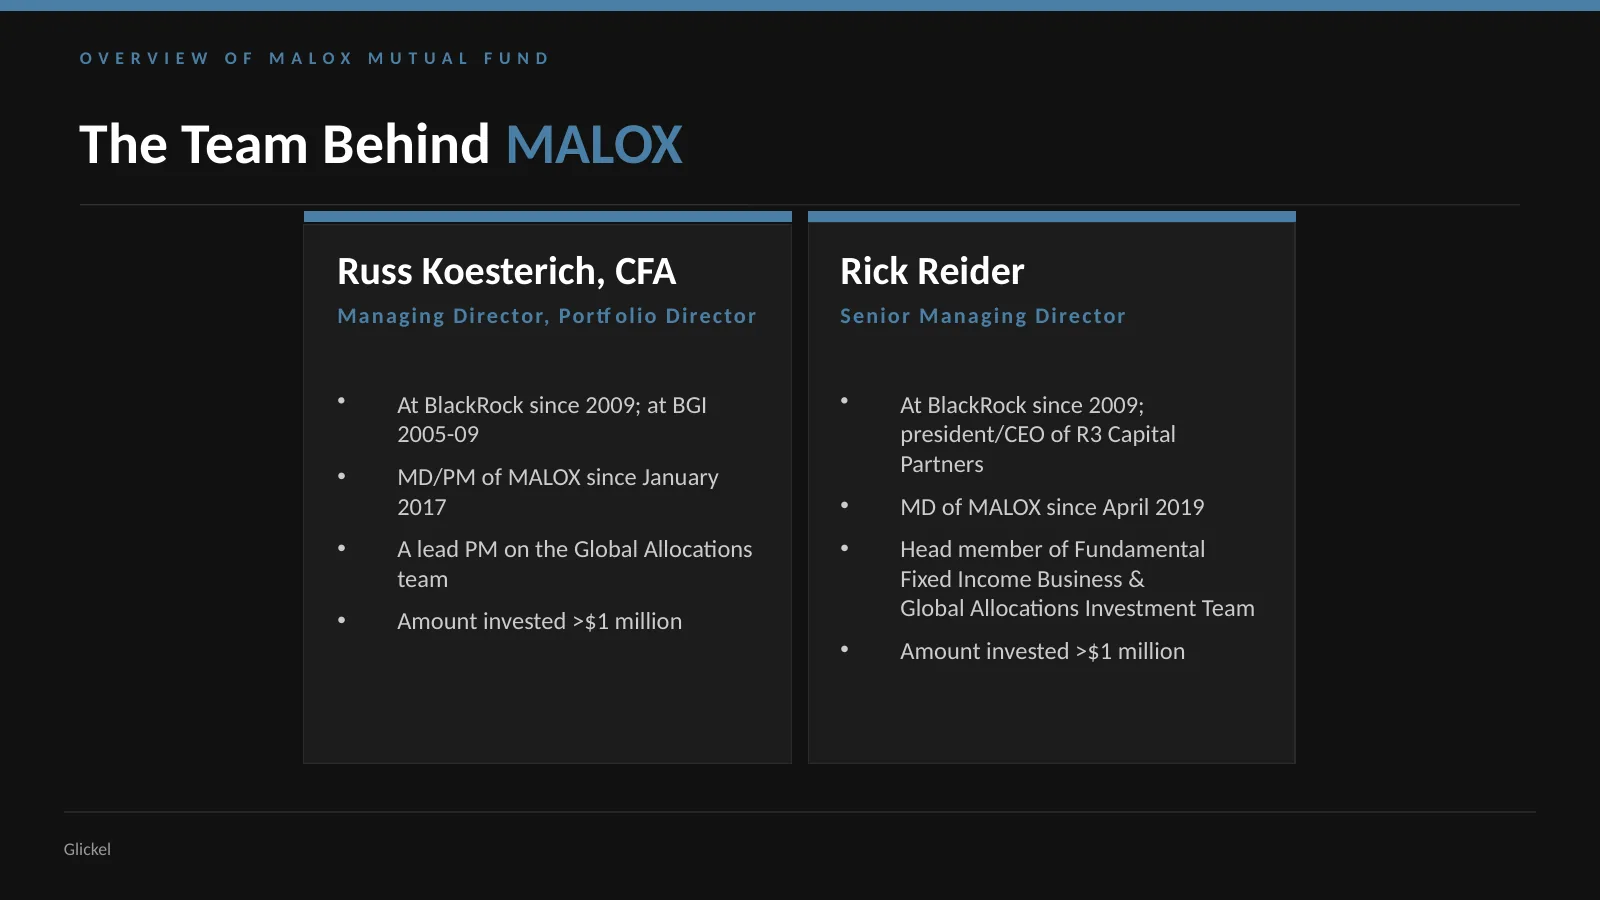 OVERVIEW OF MALOX MUTUAL FUND
The Team Behind MALOX
Russ Koesterich, CFA
Managing Director, Portfolio Director
• At BlackRock since 2009; at BGI
2005-09
• MD/PM of MALOX since January
2017
• A lead PM on the Global Allocations
team
• Amount invested >$1 million
Rick Reider
Senior Managing Director
• At BlackRock since 2009;
president/CEO of R3 Capital
Partners
• MD of MALOX since April 2019
• Head member of Fundamental
Fixed Income Business &
Global Allocations Investment Team
• Amount invested >$1 million
Glickel